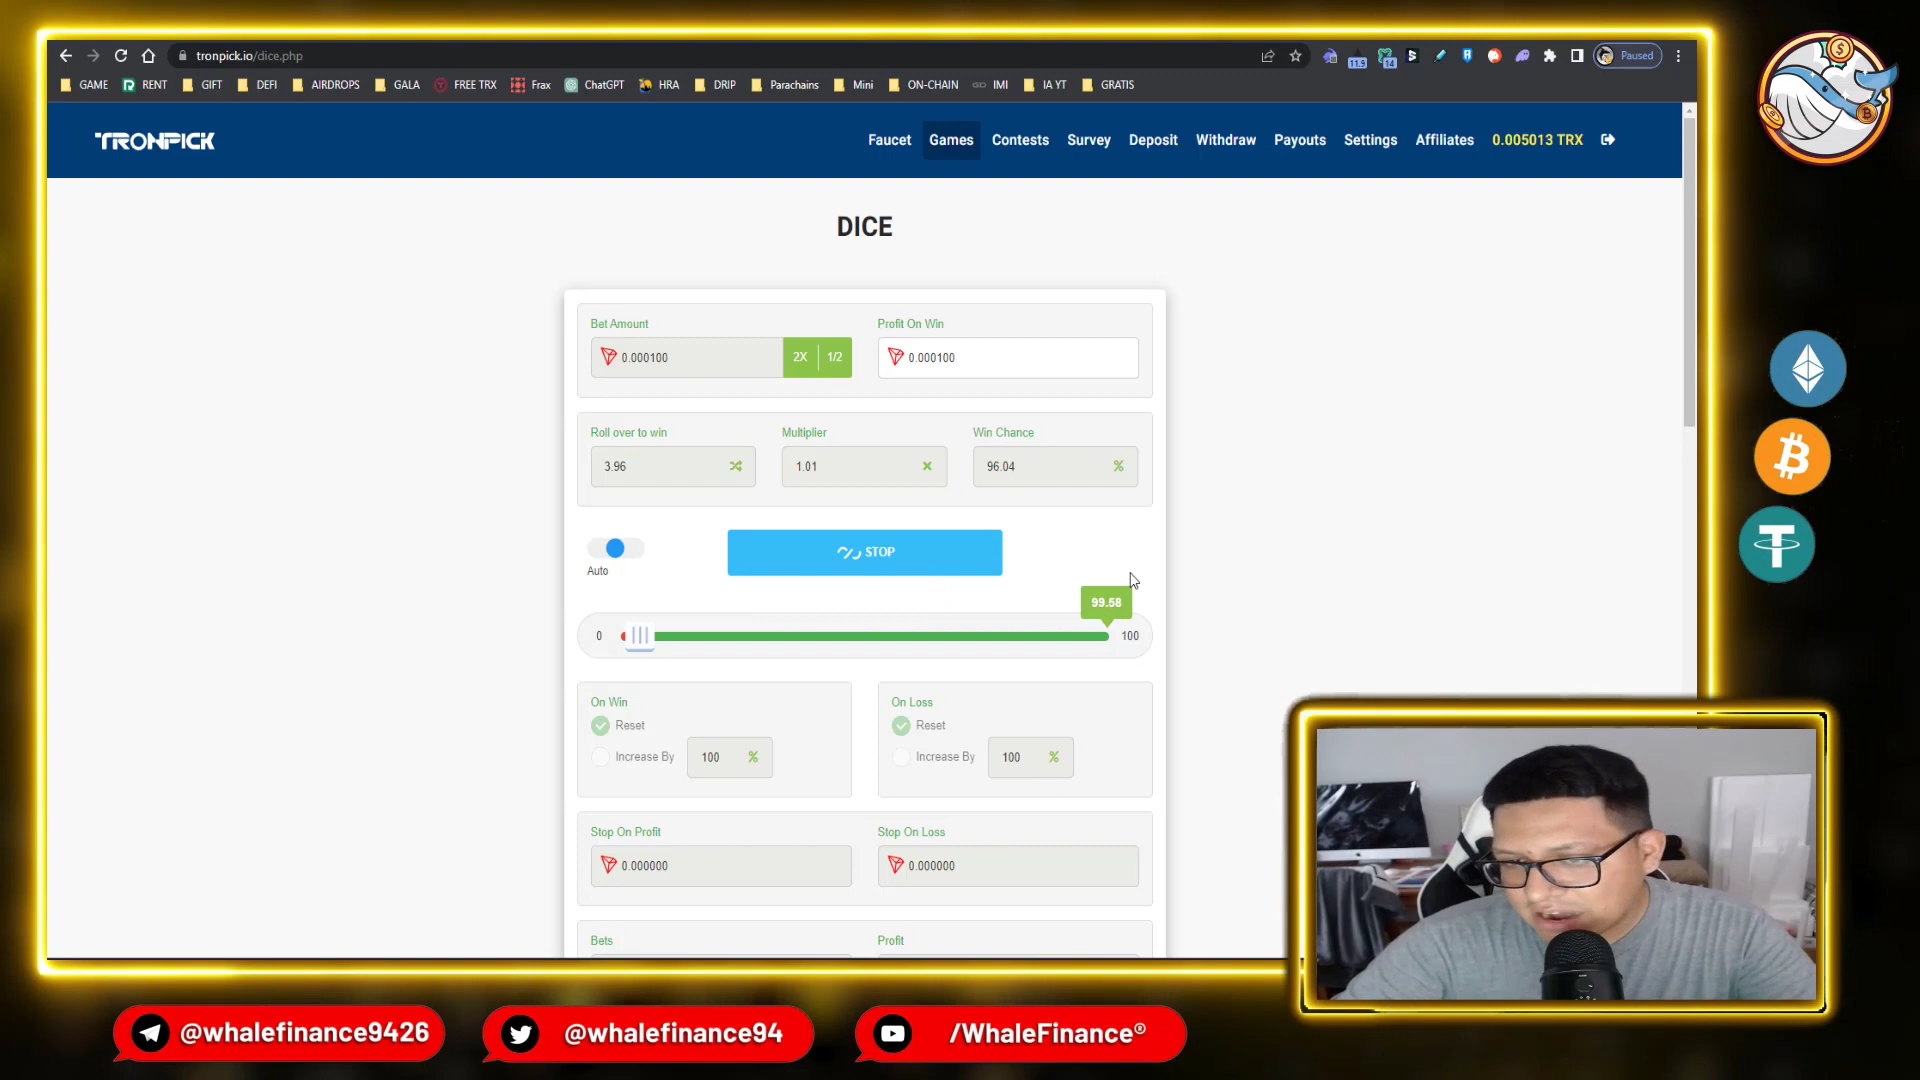 tronpick.io/dice.php
11.9
14
Paused
GAME
RENT
GIFT
DEFI
AIRDROPS
GALA
FREE TRX
Frax
ChatGPT
HRA
DRIP
Parachains
Mini
ON-CHAIN
IMI
IA YT
GRATIS
TRONPICK
Faucet
Games
Contests
Survey
Deposit
Withdraw
Payouts
Settings
Affiliates
0.005013 TRX
DICE
Bet Amount
Profit On Win
0.000100
2X
1/2
0.000100
Roll over to win
Multiplier
Win Chance
3.96
1.01
96.04
%
STOP
Auto
99.58
0
100
On Win
On Loss
Reset
Reset
Increase By
100
%
Increase By
100
%
Stop On Profit
Stop On Loss
0.000000
0.000000
Bets
Profit
@whalefinance9426
@whalefinance94
/WhaleFinance®